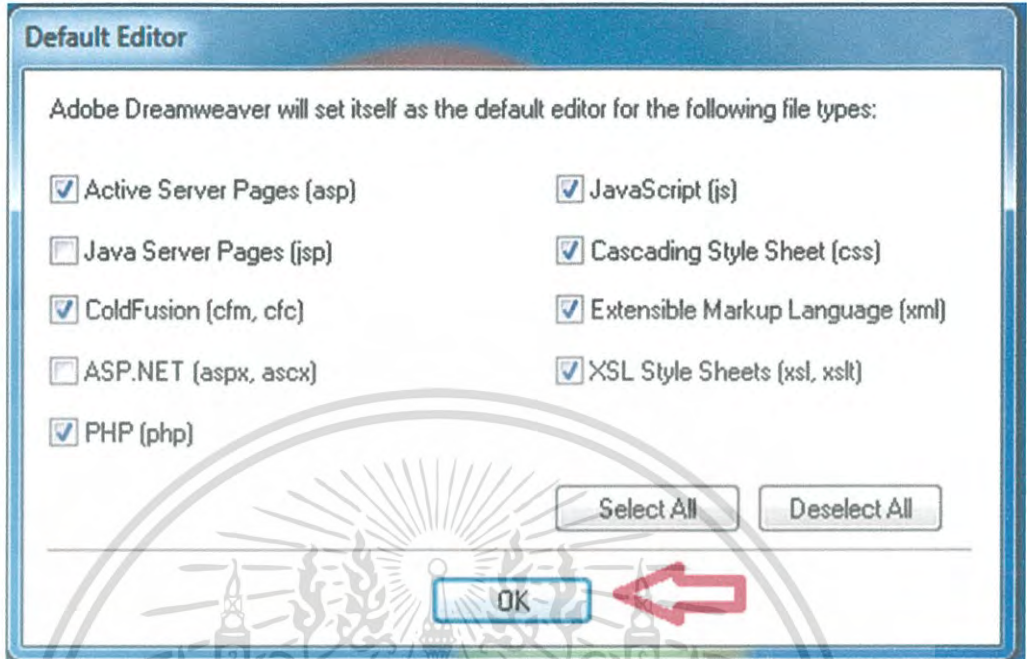 Default Editor
Adobe Dreamweaver will set itself as the default editor for the following file types:
Active Server Pages (asp)
Java Server Pages (jsp)
ColdFusion (cfm, cfc)
ASP.NET (aspx, ascx)
PHP (php)
JavaScript (js)
Cascading Style Sheet (css)
Extensible Markup Language (xml)
XSL Style Sheets (xsl, xslt)
Select All
Deselect All
OK